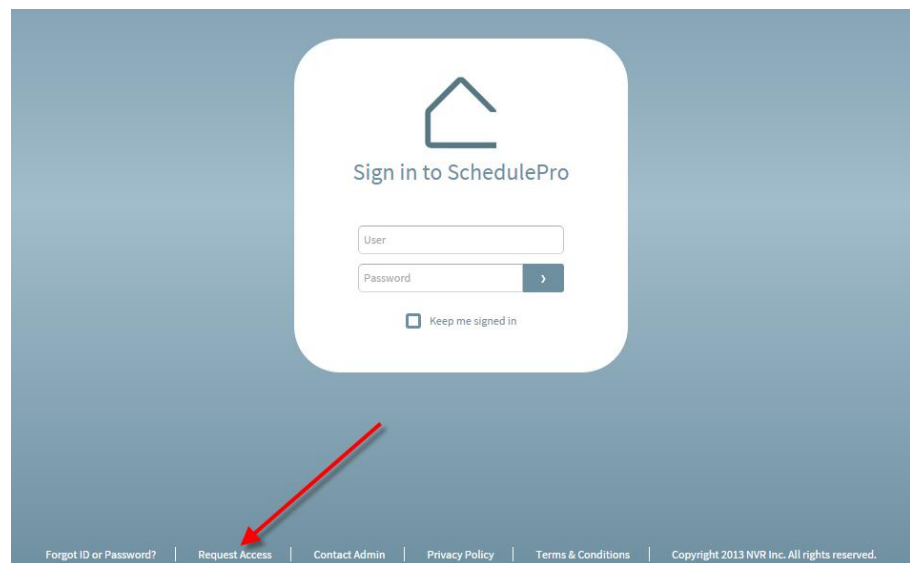 Sign in to SchedulePro
User
Password
Keep me signed in
Forgot ID or Password? | Request Access | Contact Admin | Privacy Policy | Terms & Conditions | Copyright 2013 NVR Inc. All rights reserved.